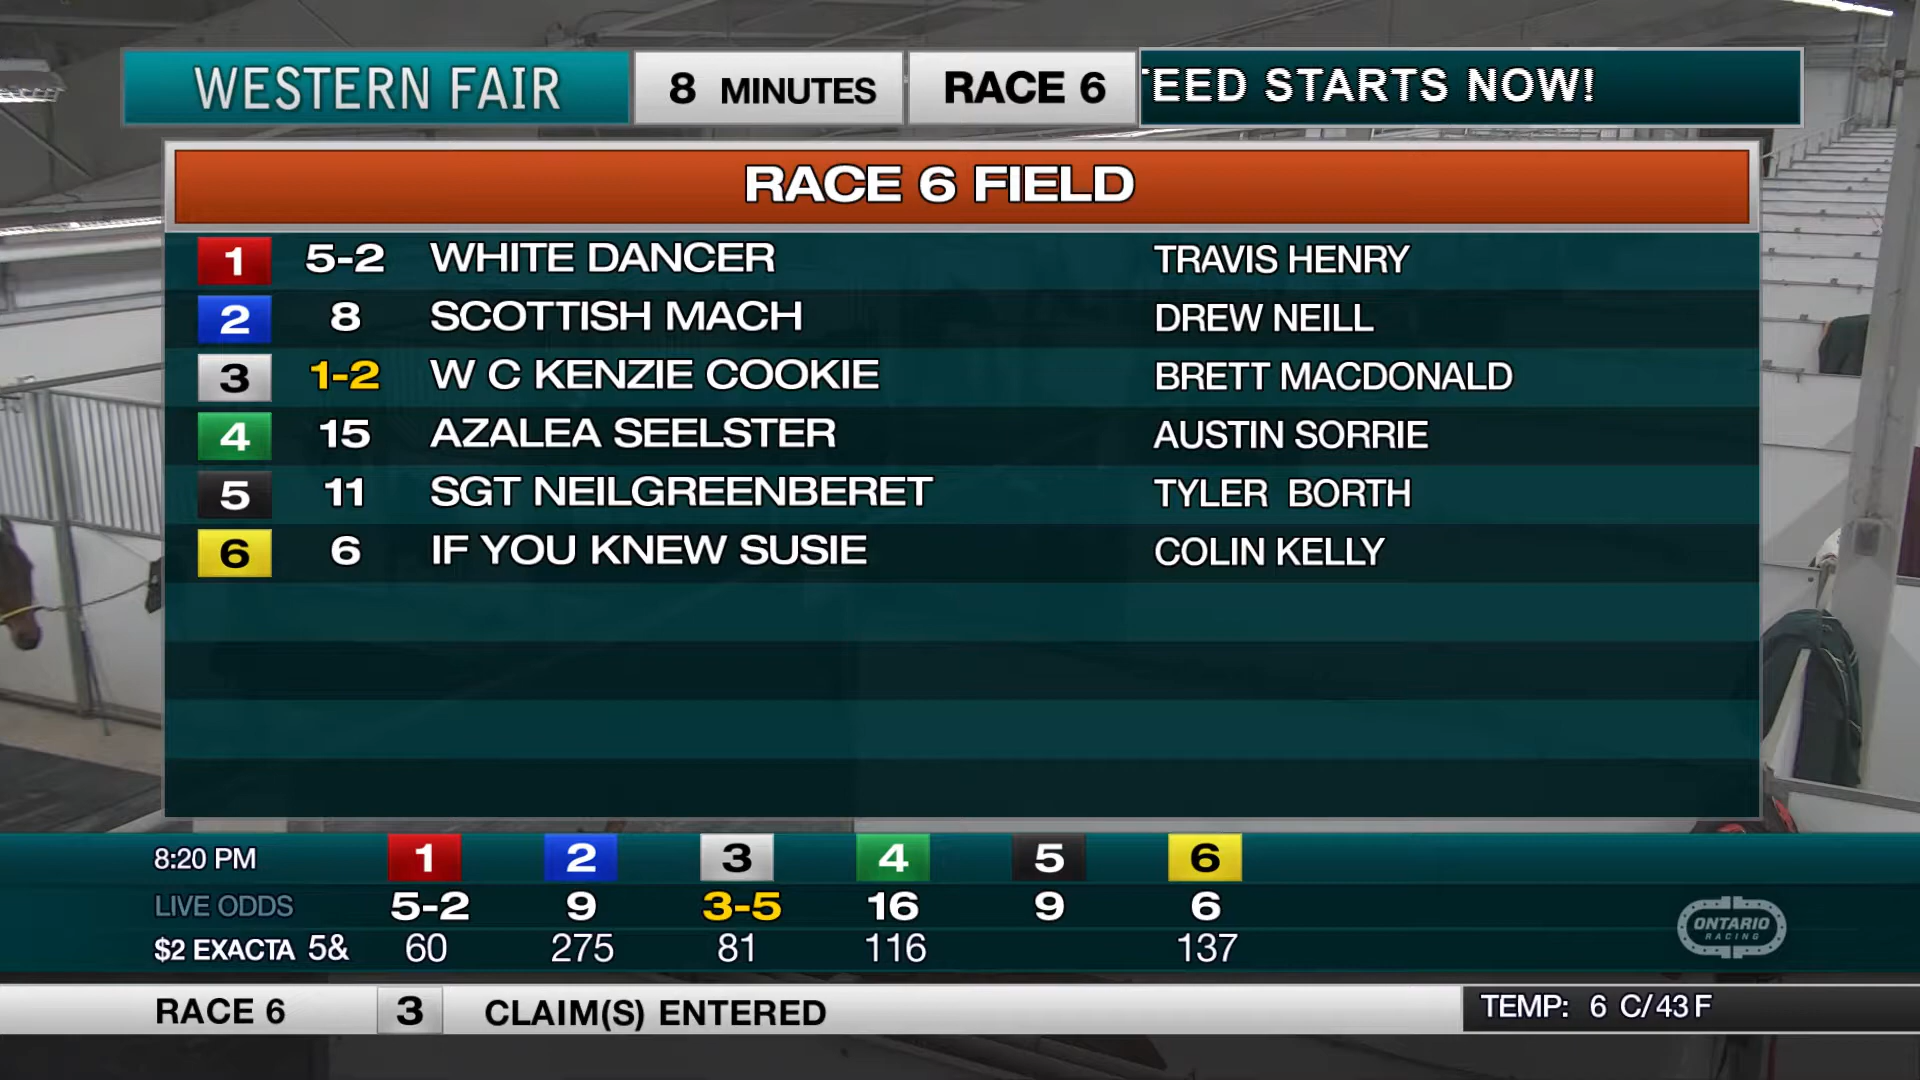 WESTERN FAIR 8 MINUTES RACE 6 EED STARTS NOW!
RACE 6 FIELD
1 5-2 WHITE DANCER TRAVIS HENRY
2 8 SCOTTISH MACH DREW NEILL
3 1-2 W C KENZIE COOKIE BRETT MACDONALD
4 15 AZALEA SEELSTER AUSTIN SORRIE
5 11 SGT NEILGREENBERET TYLER BORTH
6 6 IF YOU KNEW SUSIE COLIN KELLY
8:20 PM 1 2 3 4 5 6
LIVE ODDS 5-2 9 3-5 16 9 6
$2 EXACTA 5& 60 275 81 116 137
ONTARIO
RACING
RACE 6 3 CLAIM(S) ENTERED TEMP: 6 C/43 F